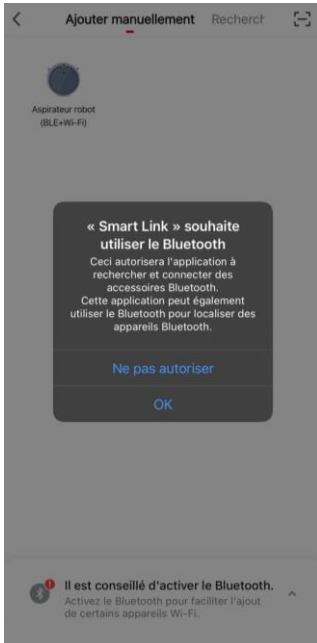 Ajouter manuellement Recherch
Aspirateur robot
(BLE+Wi-Fi)
« Smart Link » souhaite
utiliser le Bluetooth
Ceci autorisera l'application à
rechercher et connecter des
accessoires Bluetooth.
Cette application peut également
utiliser le Bluetooth pour localiser des
appareils Bluetooth.
Ne pas autoriser
OK
Il est conseillé d'activer le Bluetooth.
Activez le Bluetooth pour faciliter l'ajout
de certains appareils Wi-Fi.